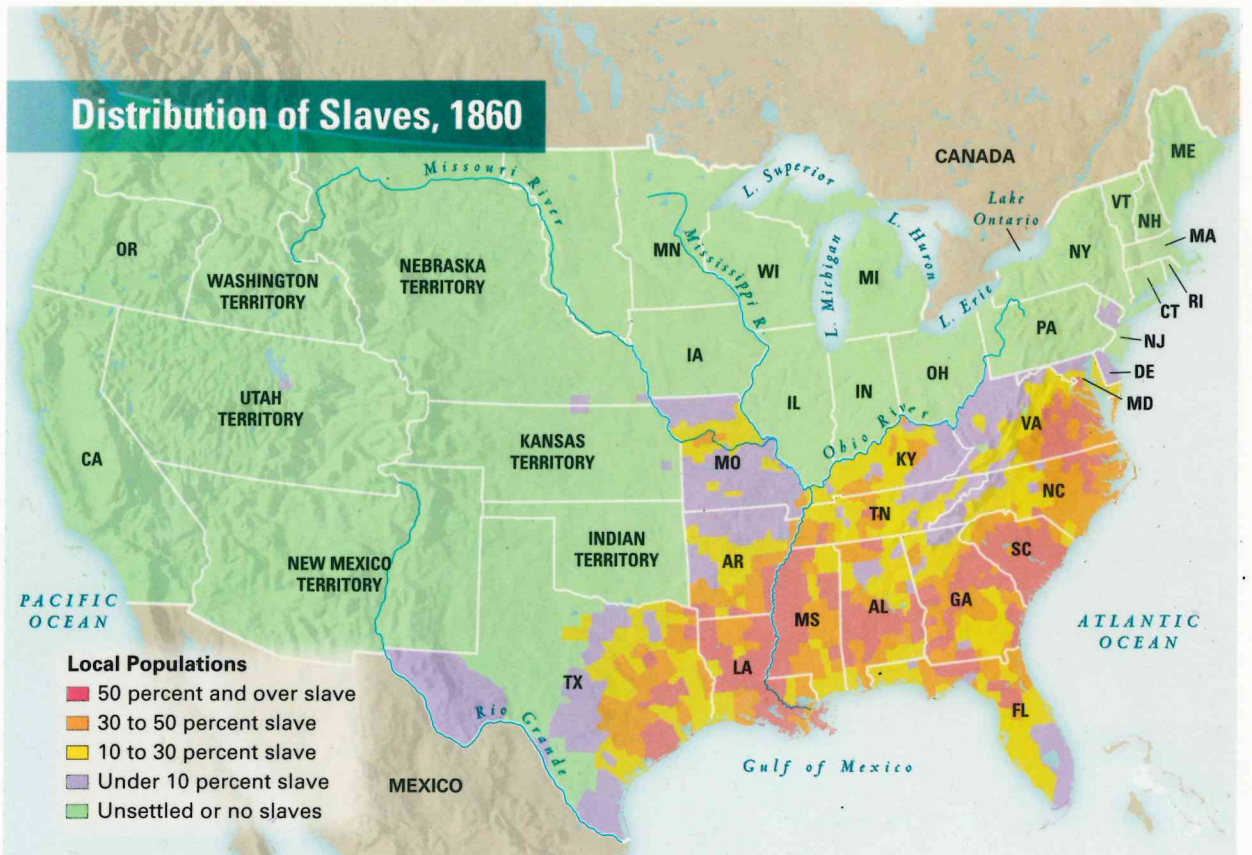 Distribution of Slaves, 1860
CANADA
ME
Missouri River
L. Superior
Lake
Ontario
VT
NH
MA
OR
WASHINGTON
TERRITORY
NEBRASKA
TERRITORY
MN
Mississippi R.
WI
L. Michigan
MI
L. Huron
NY
L. Erie
CT
RI
PA
NJ
IA
UTAH
TERRITORY
IL
IN
OH
DE
MD
CA
KANSAS
TERRITORY
MO
Ohio River
KY
VA
NC
TN
INDIAN
TERRITORY
AR
SC
NEW MEXICO
TERRITORY
MS
AL
GA
PACIFIC
OCEAN
ATLANTIC
OCEAN
LA
TX
FL
Rio Grande
Gulf of Mexico
MEXICO
Local Populations
50 percent and over slave
30 to 50 percent slave
10 to 30 percent slave
Under 10 percent slave
Unsettled or no slaves